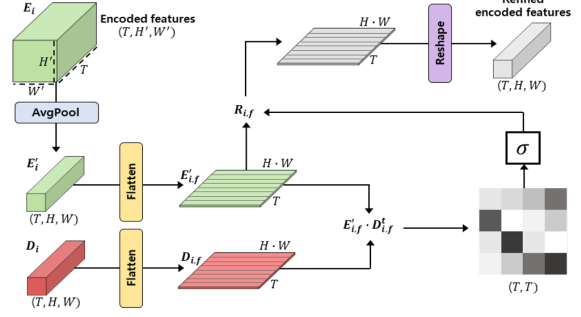 E_i
Encoded features
(T, H′, W′)
H′
T
W′
AvgPool
E′_i
(T, H, W)
Flatten
E′_{i,f}
H · W
T
D_i
(T, H, W)
Flatten
D_{i,f}
H · W
T
E′_{i,f} · D^t_{i,f}
R_{i,f}
H · W
T
Reshape
Refined
encoded features
(T, H, W)
σ
(T, T)